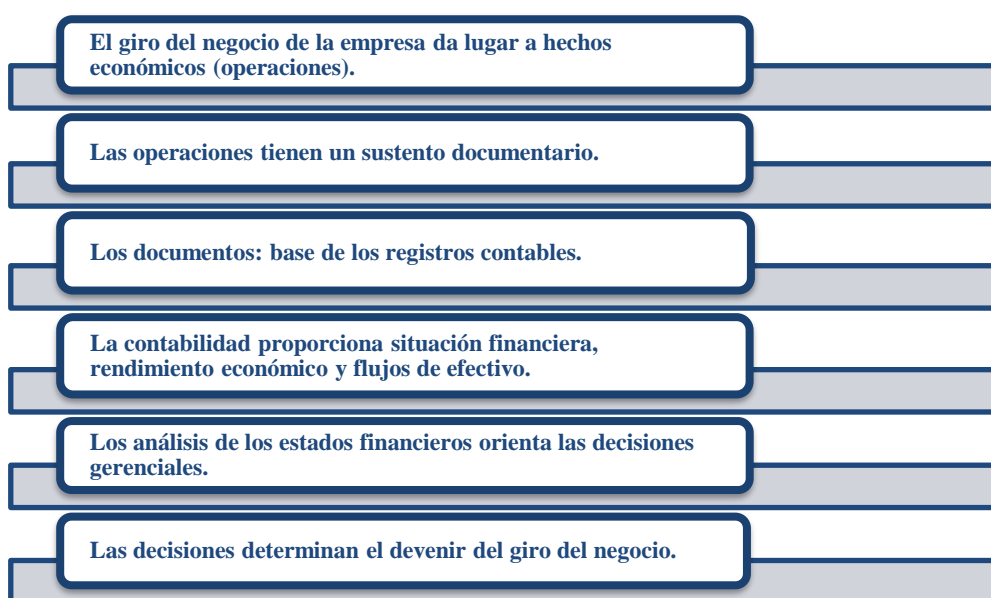 El giro del negocio de la empresa da lugar a hechos
económicos (operaciones).
Las operaciones tienen un sustento documentario.
Los documentos: base de los registros contables.
La contabilidad proporciona situación financiera,
rendimiento económico y flujos de efectivo.
Los análisis de los estados financieros orienta las decisiones
gerenciales.
Las decisiones determinan el devenir del giro del negocio.